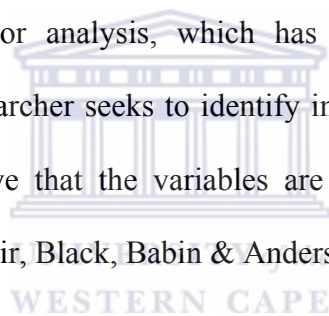 or analysis, which has
archer seeks to identify in
ve that the variables are
ir, Black, Babin & Anders
WESTERN CAPE